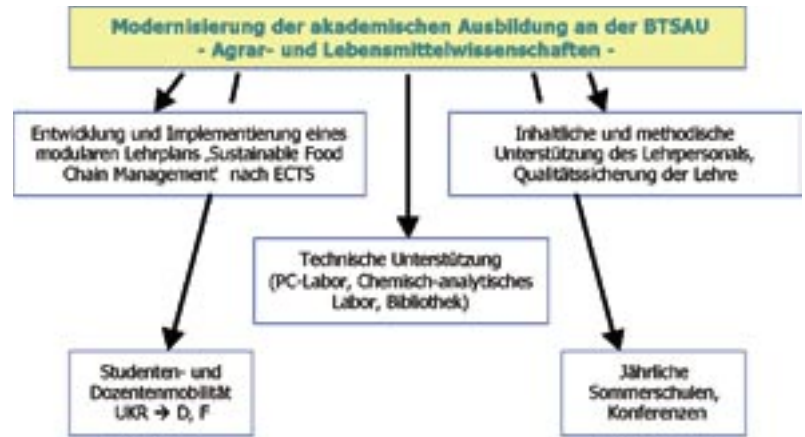 Modernisierung der akademischen Ausbildung an der BTSAU
- Agrar- und Lebensmittelwissenschaften -
Entwicklung und Implementierung eines
modularen Lehrplans „Sustainable Food
Chain Management“ nach ECTS
Inhaltliche und methodische
Unterstützung des Lehrpersonals,
Qualitätssicherung der Lehre
Technische Unterstützung
(PC-Labor, Chemisch-analytisches
Labor, Bibliothek)
Studenten- und
Dozentenmobilität
UKR → D, F
Jährliche
Sommerschulen,
Konferenzen